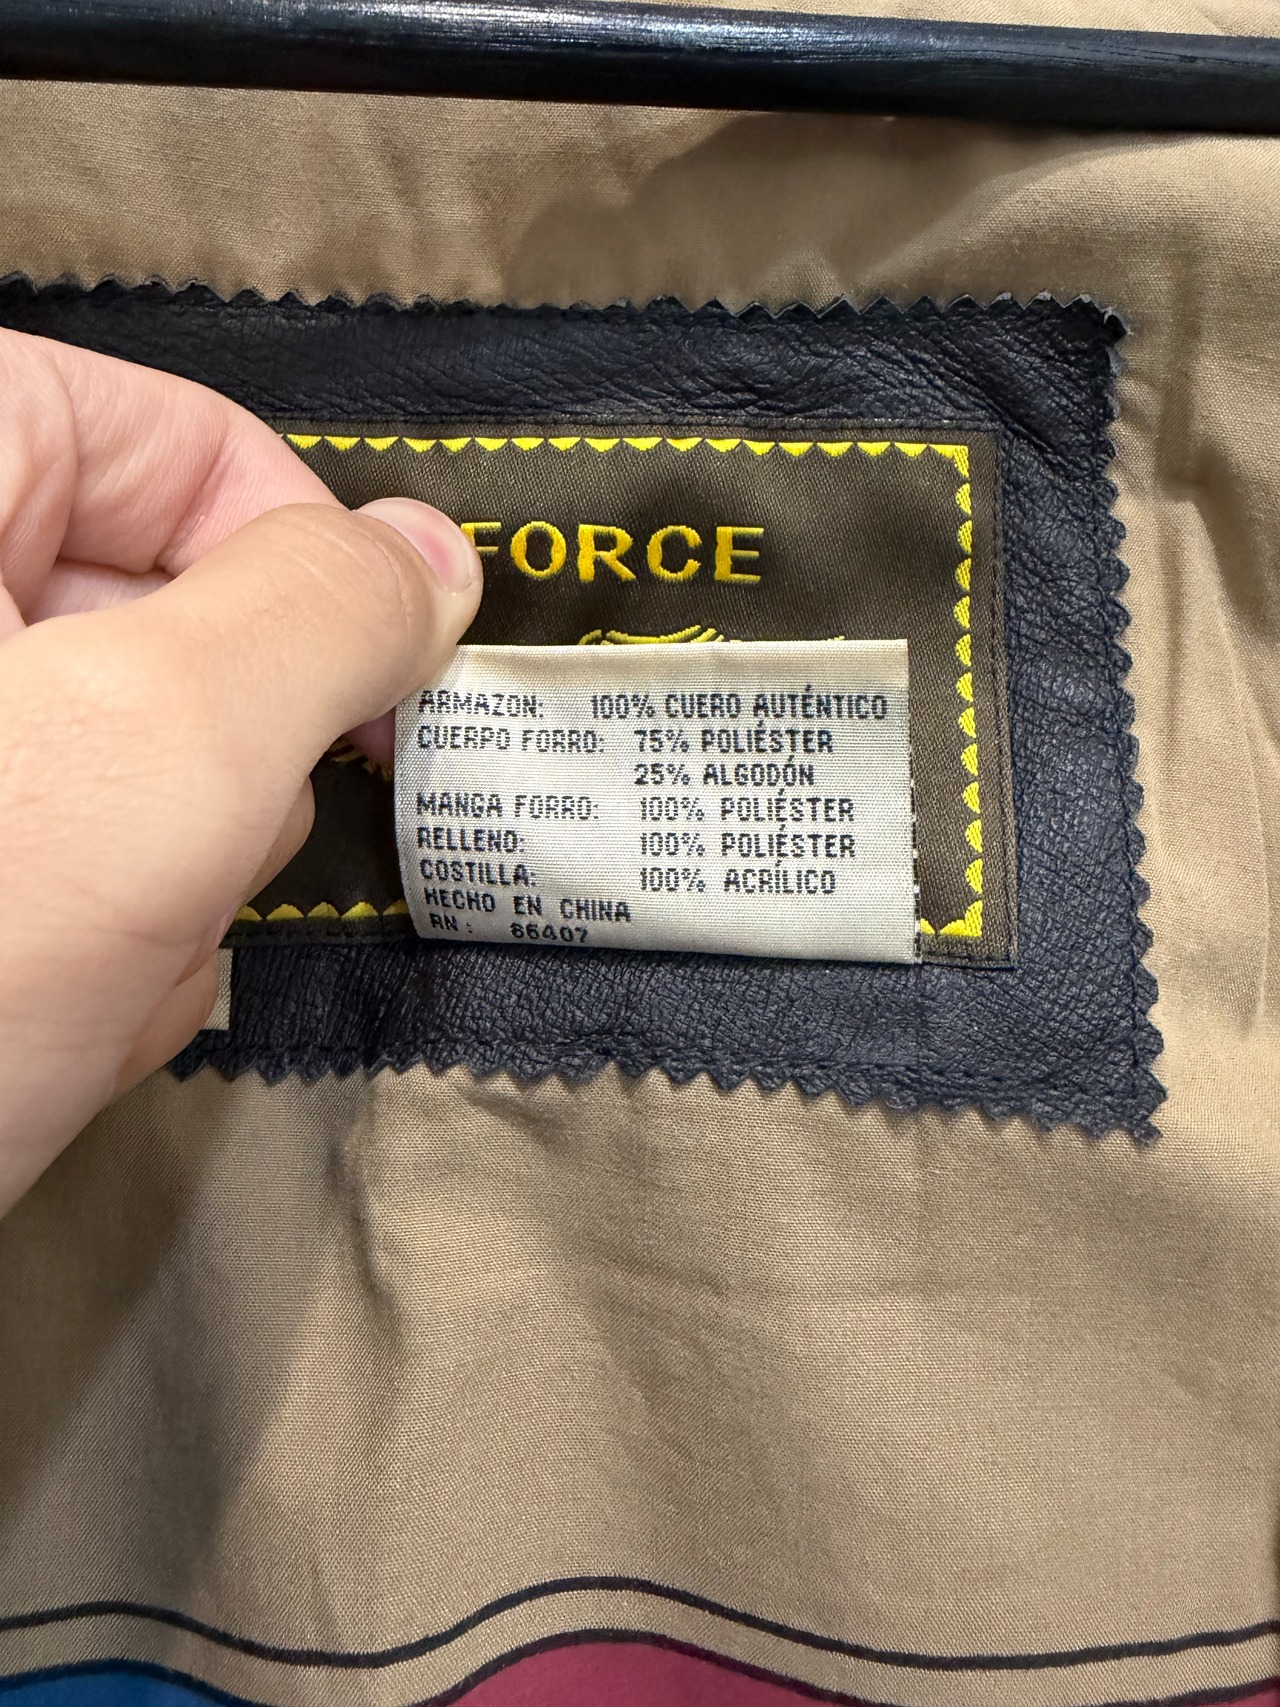 FORCE
ARMAZON: 100% CUERO AUTÉNTICO
CUERPO FORRO: 75% POLIÉSTER
25% ALGODÓN
MANGA FORRO: 100% POLIÉSTER
RELLENO: 100% POLIÉSTER
COSTILLA: 100% ACRÍLICO
HECHO EN CHINA
RN: 66407